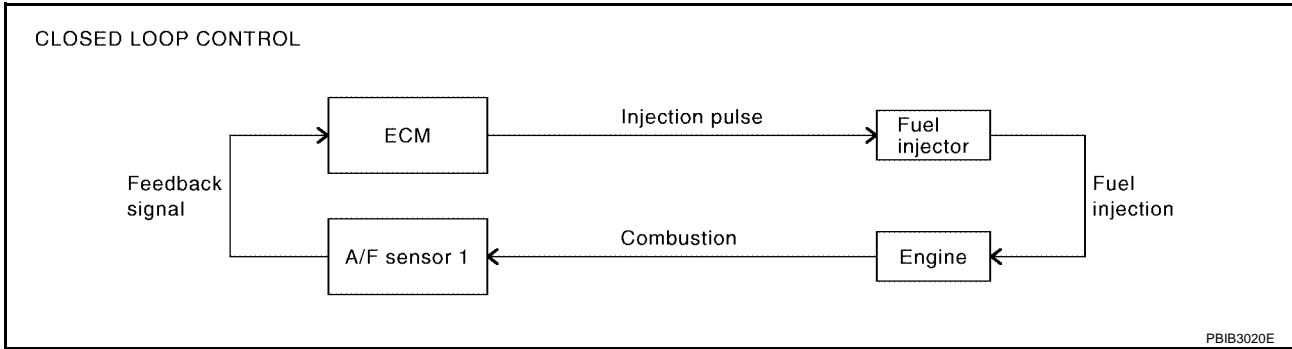 CLOSED LOOP CONTROL
ECM
Injection pulse
Fuel
injector
Feedback
signal
Fuel
injection
A/F sensor 1
Combustion
Engine
PBIB3020E